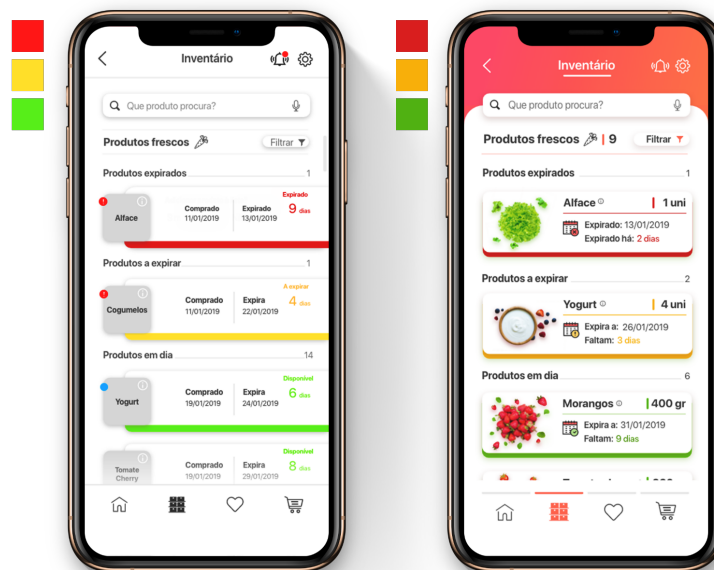 Inventário
Que produto procura?
Produtos frescos
Filtrar
Produtos expirados 1
Expirado
Alface
Comprado Expirado 9 dias
11/01/2019 13/01/2019
Produtos a expirar 1
A expirar
Cogumelos
Comprado Expira 4 dias
11/01/2019 22/01/2019
Produtos em dia 14
Disponível
Yogurt
Comprado Expira 6 dias
19/01/2019 24/01/2019
Disponível
Tomate
Cherry
Comprado Expira 8 dias
19/01/2019 29/01/2019
Inventário
Que produto procura?
Produtos frescos | 9
Filtrar
Produtos expirados 1
Alface | 1 uni
Expirado: 13/01/2019
Expirado há: 2 dias
Produtos a expirar 2
Yogurt | 4 uni
Expira a: 26/01/2019
Faltam: 3 dias
Produtos em dia 6
Morangos | 400 gr
Expira a: 31/01/2019
Faltam: 9 dias